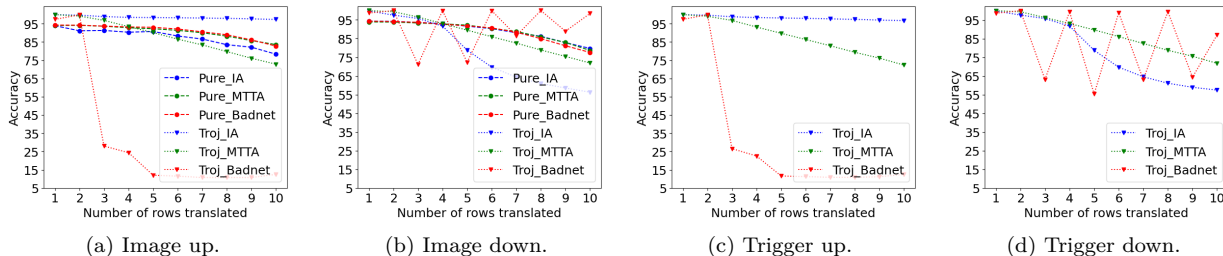 Accuracy
95
85
75
65
55
45
35
25
15
5
1 2 3 4 5 6 7 8 9 10
Number of rows translated
Pure_IA
Pure_MTTA
Pure_Badnet
Troj_IA
Troj_MTTA
Troj_Badnet
(a) Image up.
Accuracy
95
85
75
65
55
45
35
25
15
5
1 2 3 4 5 6 7 8 9 10
Number of rows translated
Pure_IA
Pure_MTTA
Pure_Badnet
Troj_IA
Troj_MTTA
Troj_Badnet
(b) Image down.
Accuracy
95
85
75
65
55
45
35
25
15
5
1 2 3 4 5 6 7 8 9 10
Number of rows translated
Troj_IA
Troj_MTTA
Troj_Badnet
(c) Trigger up.
Accuracy
95
85
75
65
55
45
35
25
15
5
1 2 3 4 5 6 7 8 9 10
Number of rows translated
Troj_IA
Troj_MTTA
Troj_Badnet
(d) Trigger down.